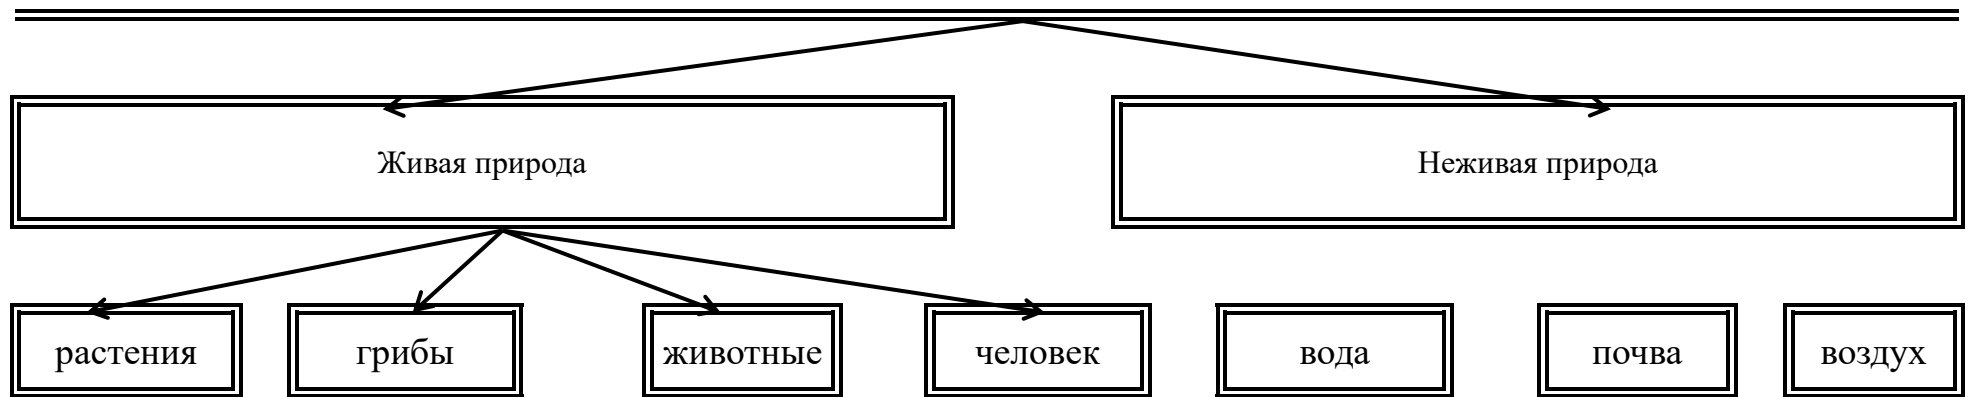 Живая природа
Неживая природа
растения
грибы
животные
человек
вода
почва
воздух